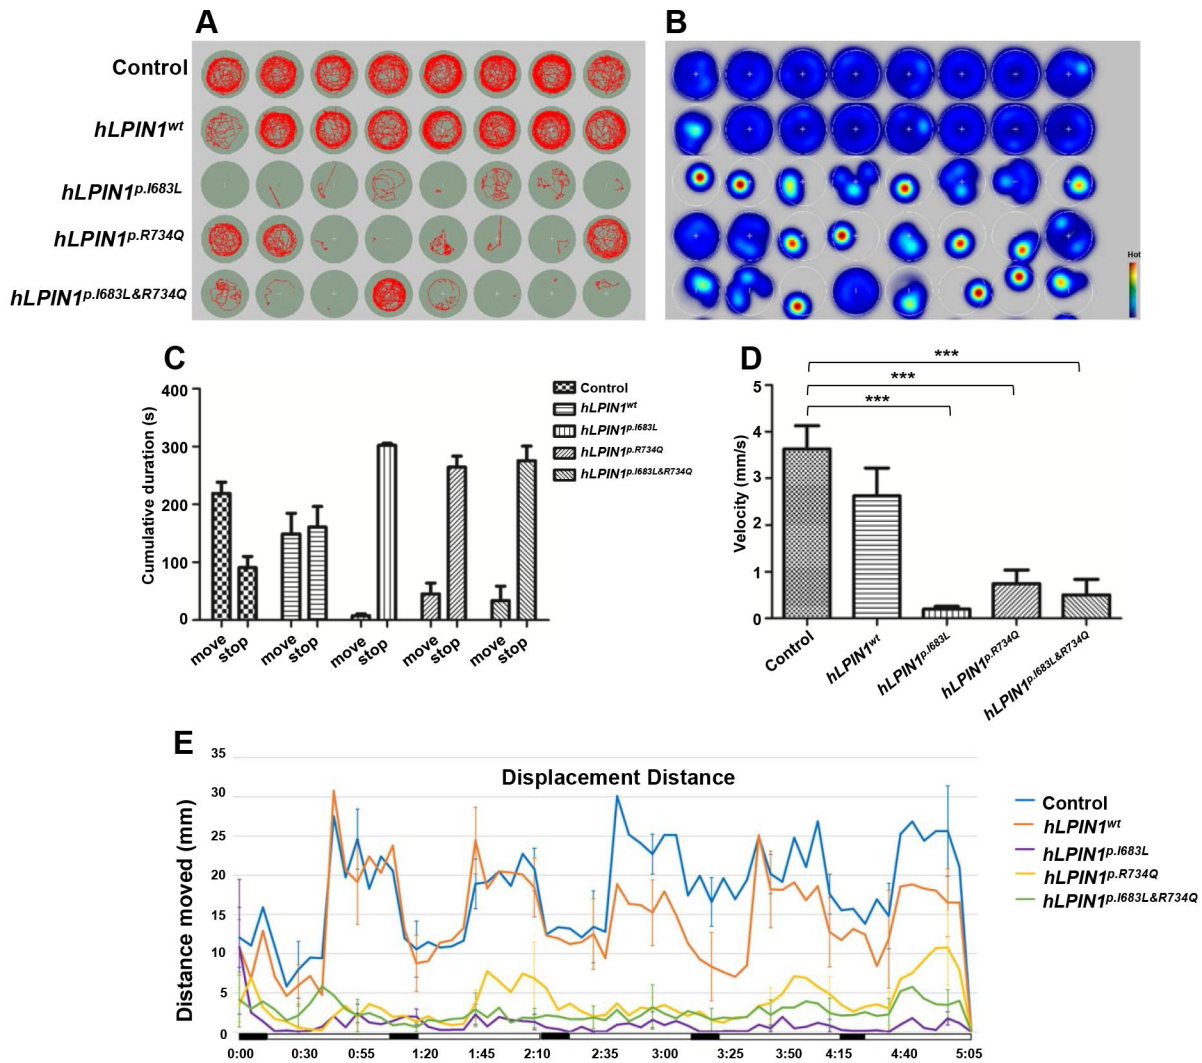 A
B
Control
hLPIN1wt
hLPIN1p.I683L
hLPIN1p.R734Q
hLPIN1p.I683L&R734Q
Hot
C
Cumulative duration (s)
400
300
200
100
0
move stop move stop move stop move stop move stop
Control
hLPIN1wt
hLPIN1p.I683L
hLPIN1p.R734Q
hLPIN1p.I683L&R734Q
D
Velocity (mm/s)
5
4
3
2
1
0
***
***
***
Control
hLPIN1wt
hLPIN1p.I683L
hLPIN1p.R734Q
hLPIN1p.I683L&R734Q
E
Displacement Distance
Distance moved (mm)
35
30
25
20
15
10
5
0
0:00 0:30 0:55 1:20 1:45 2:10 2:35 3:00 3:25 3:50 4:15 4:40 5:05
Control
hLPIN1wt
hLPIN1p.I683L
hLPIN1p.R734Q
hLPIN1p.I683L&R734Q